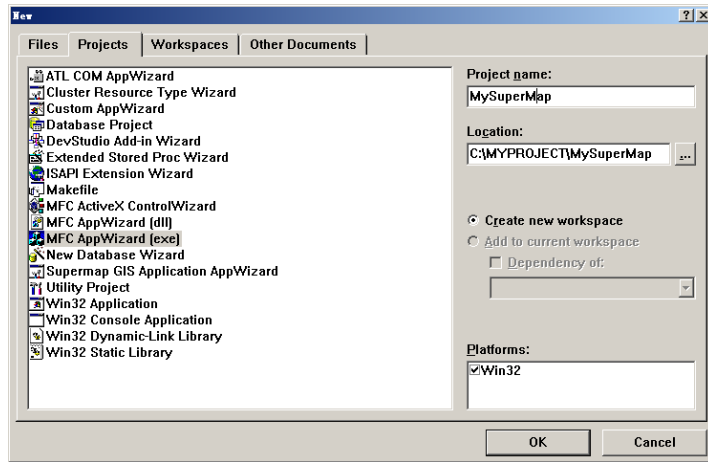 New
Files
Projects
Workspaces
Other Documents
ATL COM AppWizard
Cluster Resource Type Wizard
Custom AppWizard
Database Project
DevStudio Add-in Wizard
Extended Stored Proc Wizard
ISAPI Extension Wizard
Makefile
MFC ActiveX ControlWizard
MFC AppWizard (dll)
MFC AppWizard (exe)
New Database Wizard
Supermap GIS Application AppWizard
Utility Project
Win32 Application
Win32 Console Application
Win32 Dynamic-Link Library
Win32 Static Library
Project name:
MySuperMap
Location:
C:\MYPROJECT\MySuperMap
...
Create new workspace
Add to current workspace
Dependency of:
Platforms:
Win32
OK
Cancel